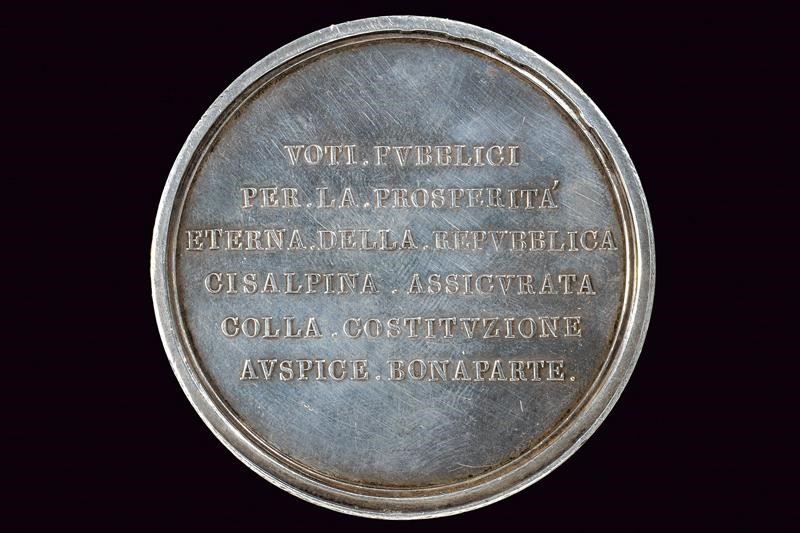 VOTI.PVBBLICI
PER.LA.PROSPERITÁ
ETERNA.DELLA.REPVBBLICA
CISALPINA.ASSICVRATA
COLLA.COSTITVZIONE
AVSPICE.BONAPARTE.